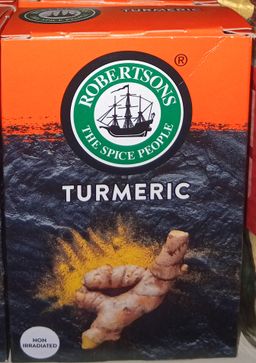 TURMERIC
ROBERTSONS
®
THE SPICE PEOPLE
TURMERIC
NON
IRRADIATED